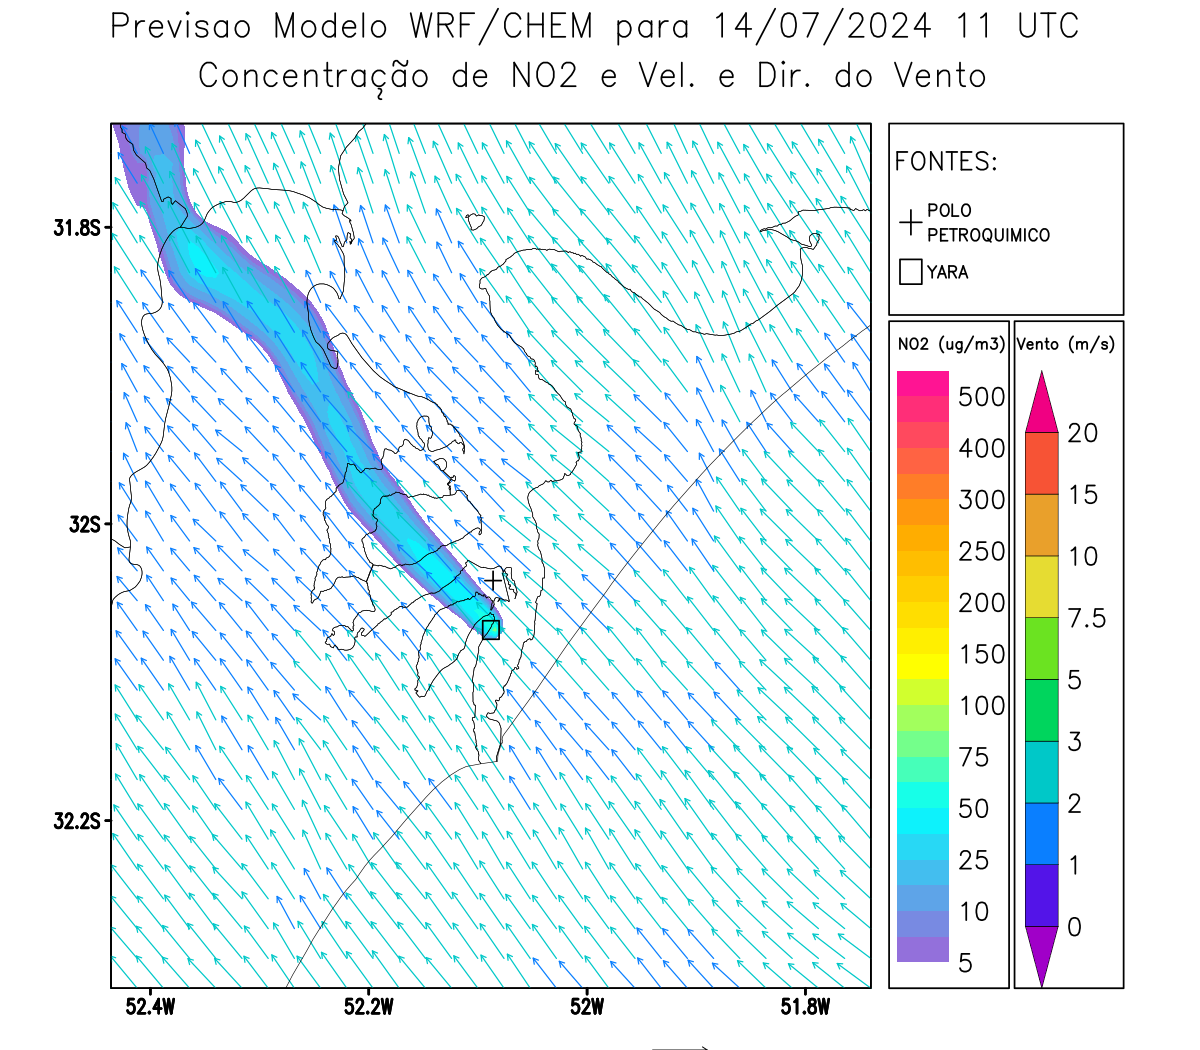 Previsao Modelo WRF/CHEM para 14/07/2024 11 UTC
Concentração de NO2 e Vel. e Dir. do Vento
FONTES:
POLO
PETROQUIMICO
YARA
NO2 (ug/m3)
500
400
300
250
200
150
100
75
50
25
10
5
Vento (m/s)
20
15
10
7.5
5
3
2
1
0
31.8S
32S
32.2S
52.4W
52.2W
52W
51.8W